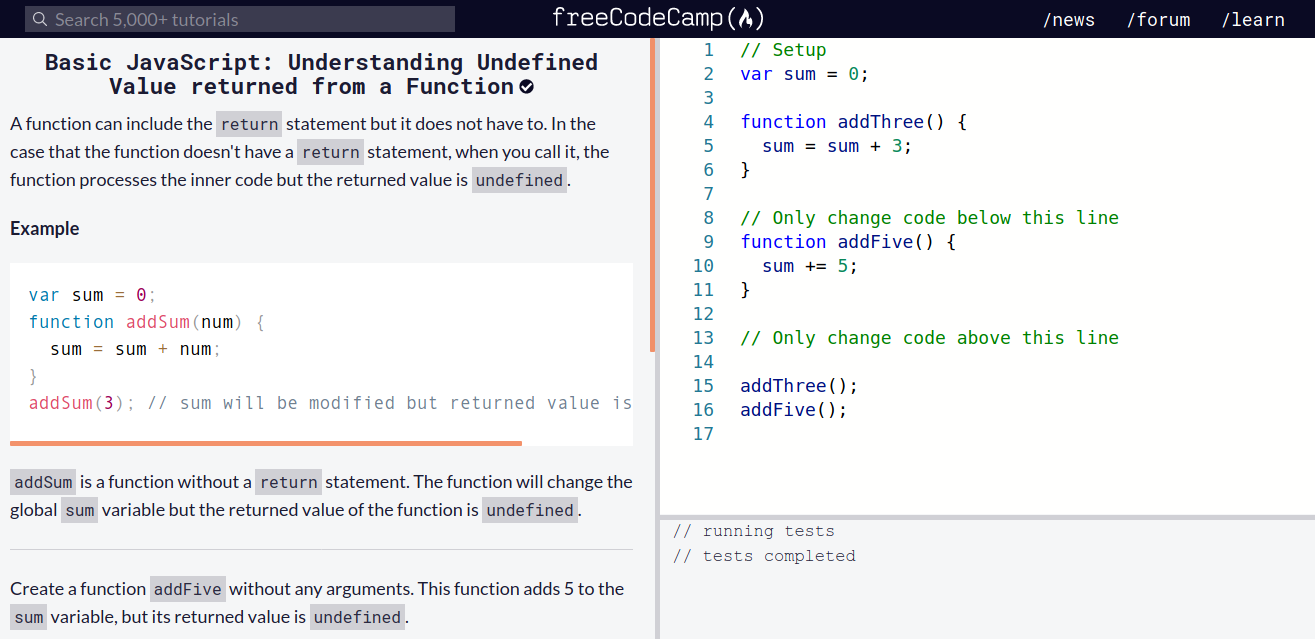 Search 5,000+ tutorials
freeCodeCamp(🔥)
/news /forum /learn
Basic JavaScript: Understanding Undefined
Value returned from a Function
A function can include the return statement but it does not have to. In the
case that the function doesn't have a return statement, when you call it, the
function processes the inner code but the returned value is undefined.
Example
var sum = 0;
function addSum(num) {
  sum = sum + num;
}
addSum(3); // sum will be modified but returned value is
addSum is a function without a return statement. The function will change the
global sum variable but the returned value of the function is undefined.
Create a function addFive without any arguments. This function adds 5 to the
sum variable, but its returned value is undefined.
1 // Setup
2 var sum = 0;
3
4 function addThree() {
5   sum = sum + 3;
6 }
7
8 // Only change code below this line
9 function addFive() {
10   sum += 5;
11 }
12
13 // Only change code above this line
14
15 addThree();
16 addFive();
17
// running tests
// tests completed